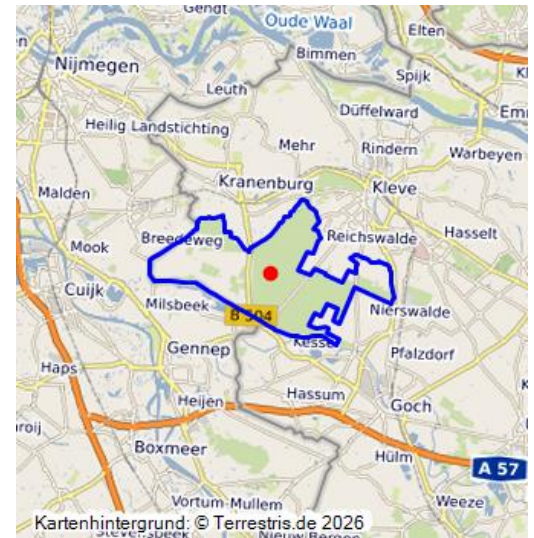 Gendt
Oude Waal
Elten
Nijmegen
Bimmen
Spijk
Leuth
Düffelward
Heilig Landstichting
Mehr
Rindern
Warbeyen
Kranenburg
Kleve
Malden
Breedeweg
Reichswalde
Hasselt
Mook
Cuijk
Milsbeek
B 504
Nierswalde
Kessel
Gennep
Pfalzdorf
Haps
Heijen
Hassum
Goch
Boxmeer
Hülm
A 57
Vortum-Mullem
Weeze
Kartenhintergrund: © Terrestris.de 2026